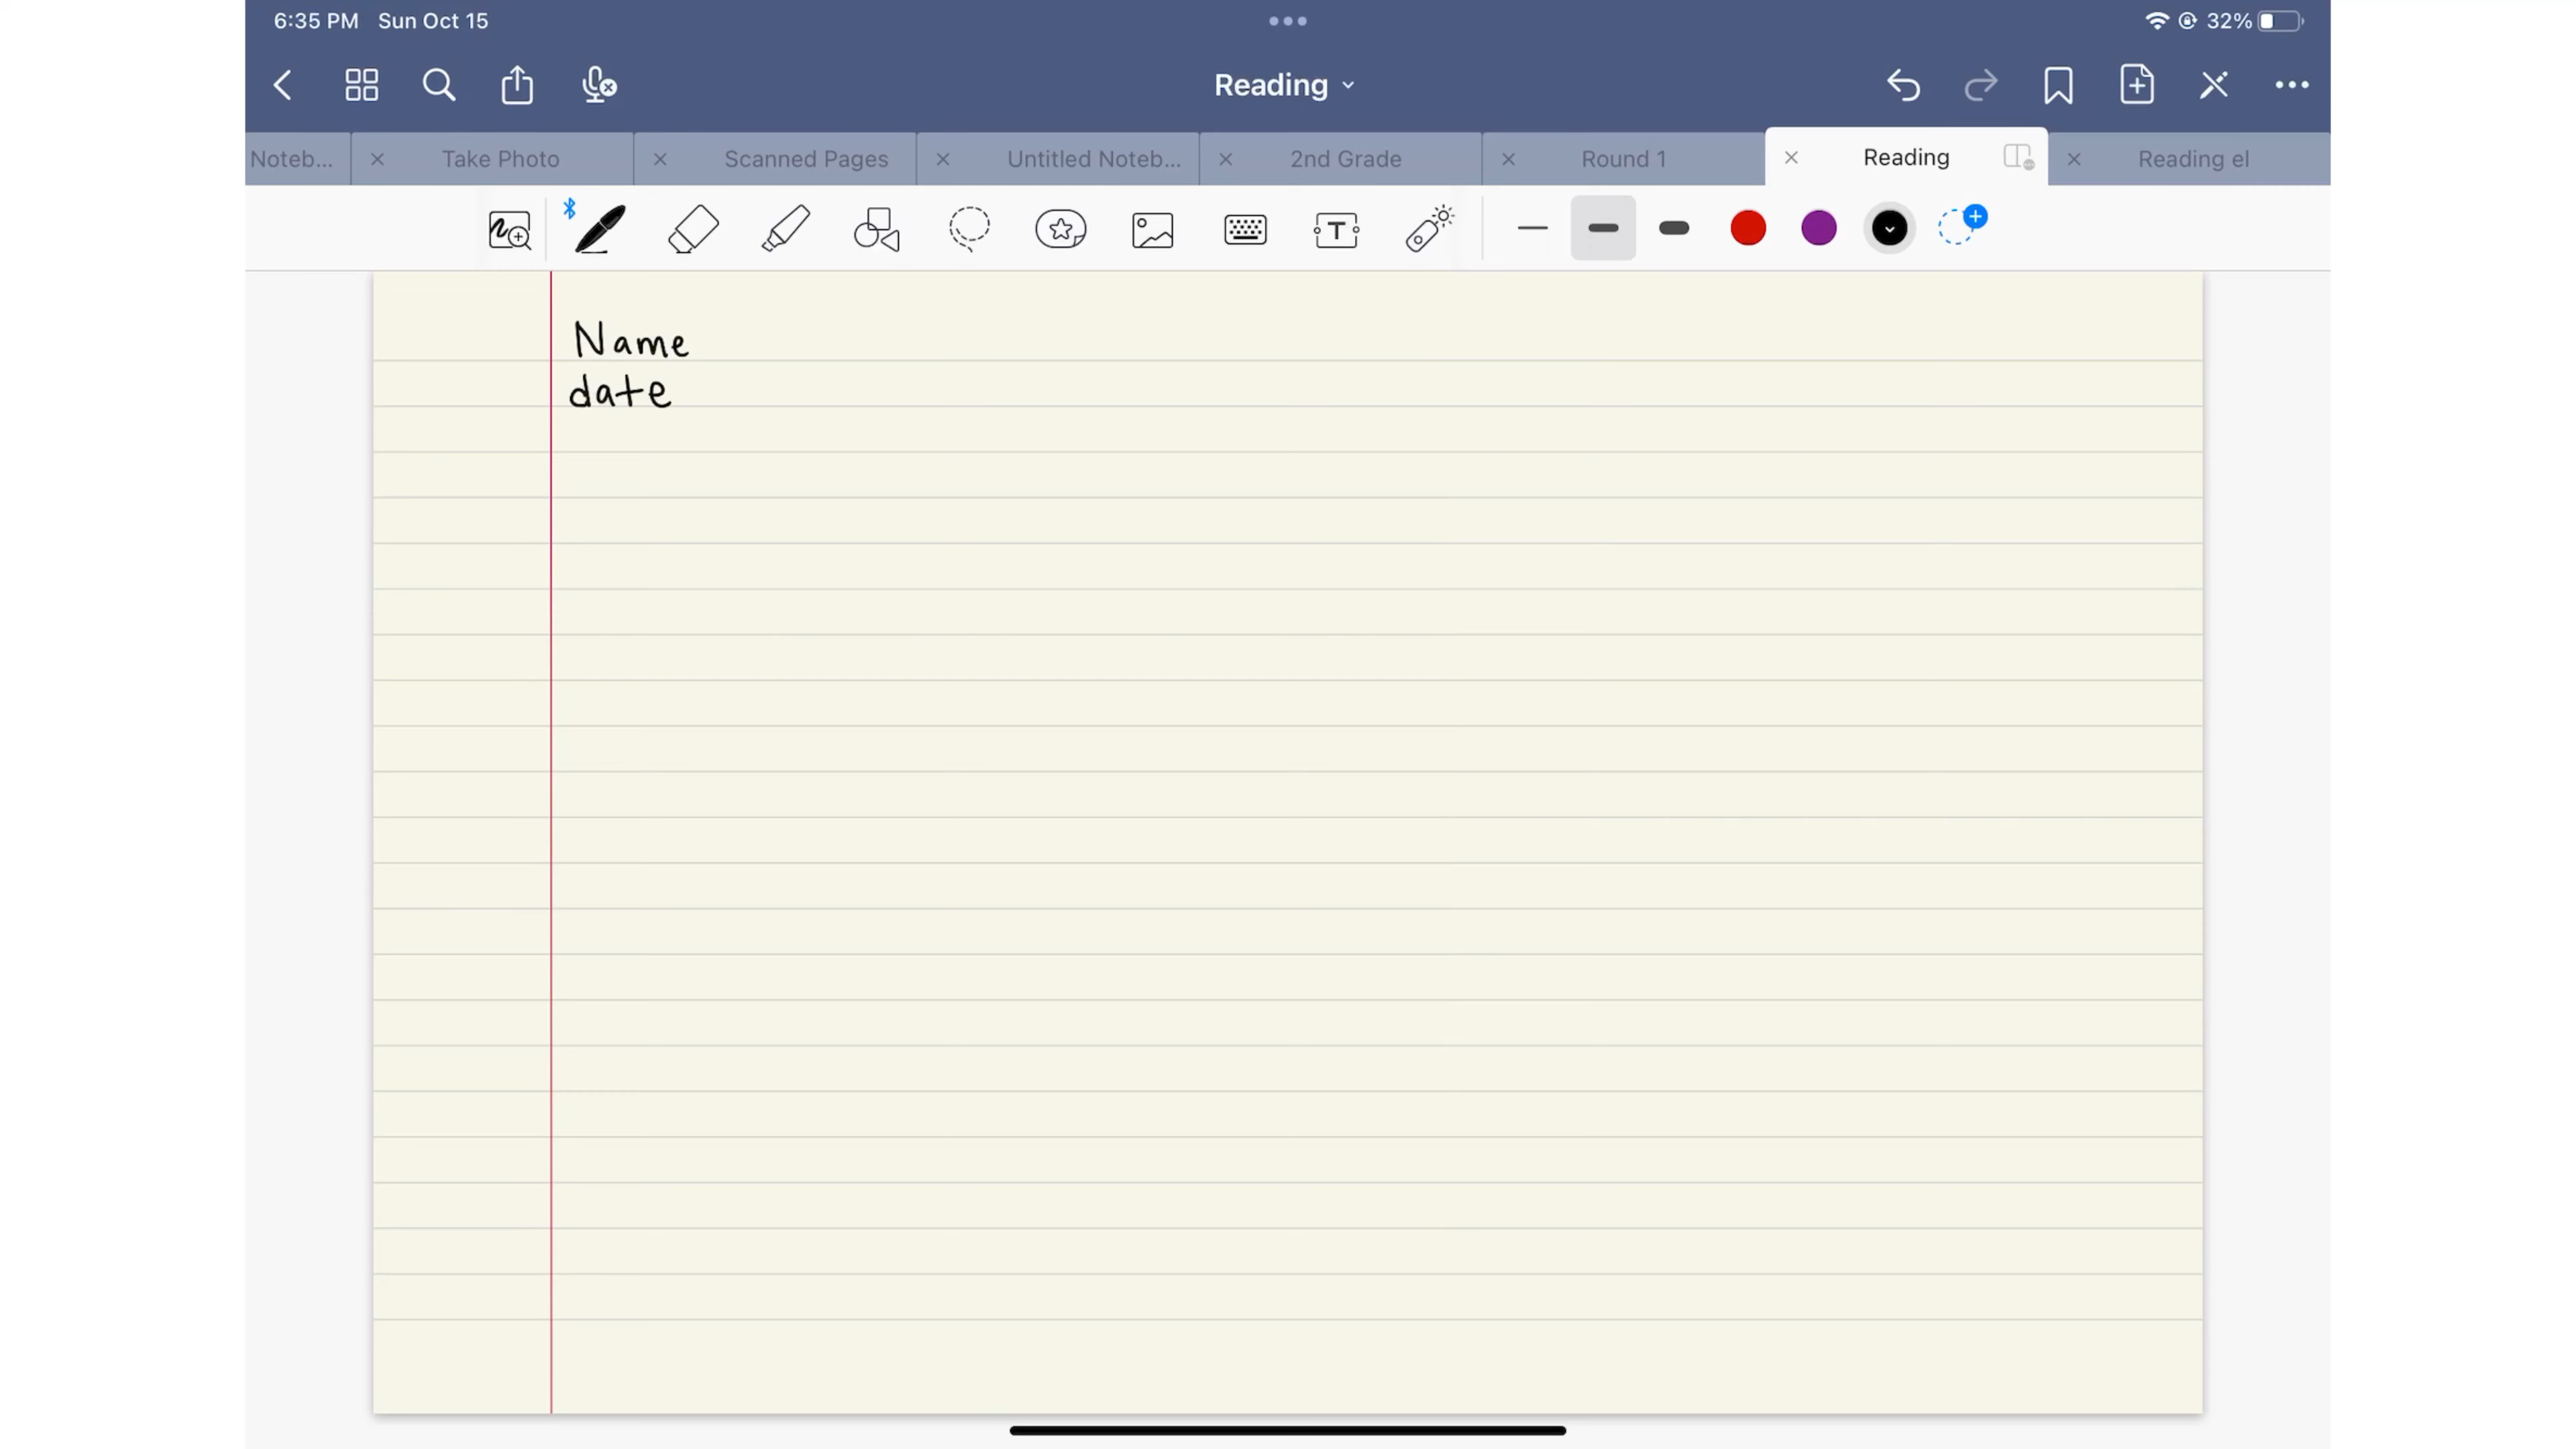 6:35 PM Sun Oct 15
32%
Reading
Noteb...
Take Photo
Scanned Pages
Untitled Noteb...
2nd Grade
Round 1
Reading
Reading el
T
Name
date